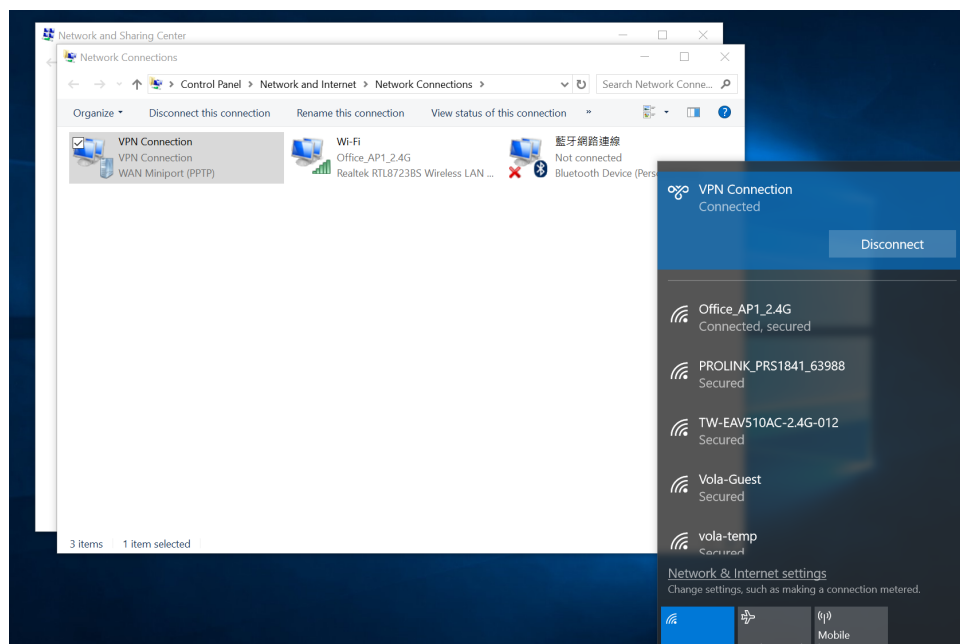 Network and Sharing Center
Network Connections
Control Panel > Network and Internet > Network Connections >
Search Network Conne...
Organize
Disconnect this connection
Rename this connection
View status of this connection
»
VPN Connection
VPN Connection
WAN Miniport (PPTP)
Wi-Fi
Office_AP1_2.4G
Realtek RTL8723BS Wireless LAN ...
藍牙網路連線
Not connected
Bluetooth Device (Pers
3 items
1 item selected
VPN Connection
Connected
Disconnect
Office_AP1_2.4G
Connected, secured
PROLINK_PRS1841_63988
Secured
TW-EAV510AC-2.4G-012
Secured
Vola-Guest
Secured
vola-temp
Secured
Network & Internet settings
Change settings, such as making a connection metered.
Mobile